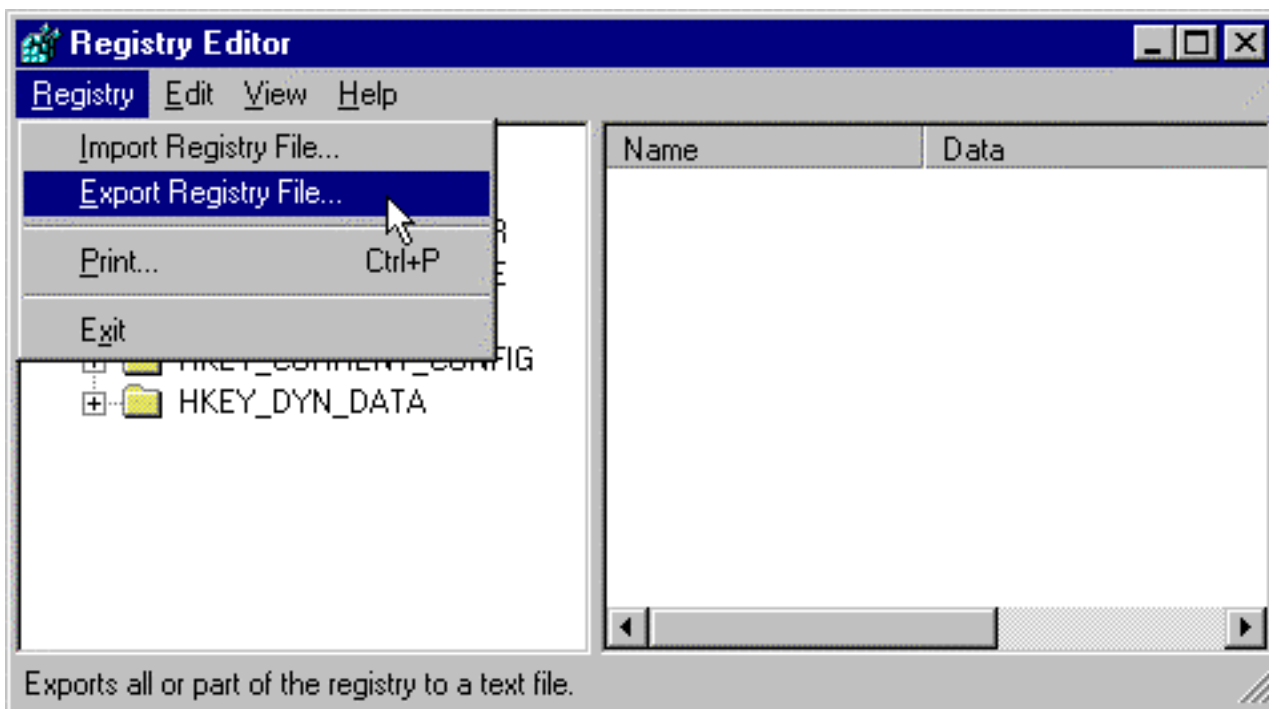 Registry Editor
Registry Edit View Help
Import Registry File...
Export Registry File...
Print... Ctrl+P
Exit
HKEY_CURRENT_CONFIG
HKEY_DYN_DATA
Name Data
Exports all or part of the registry to a text file.